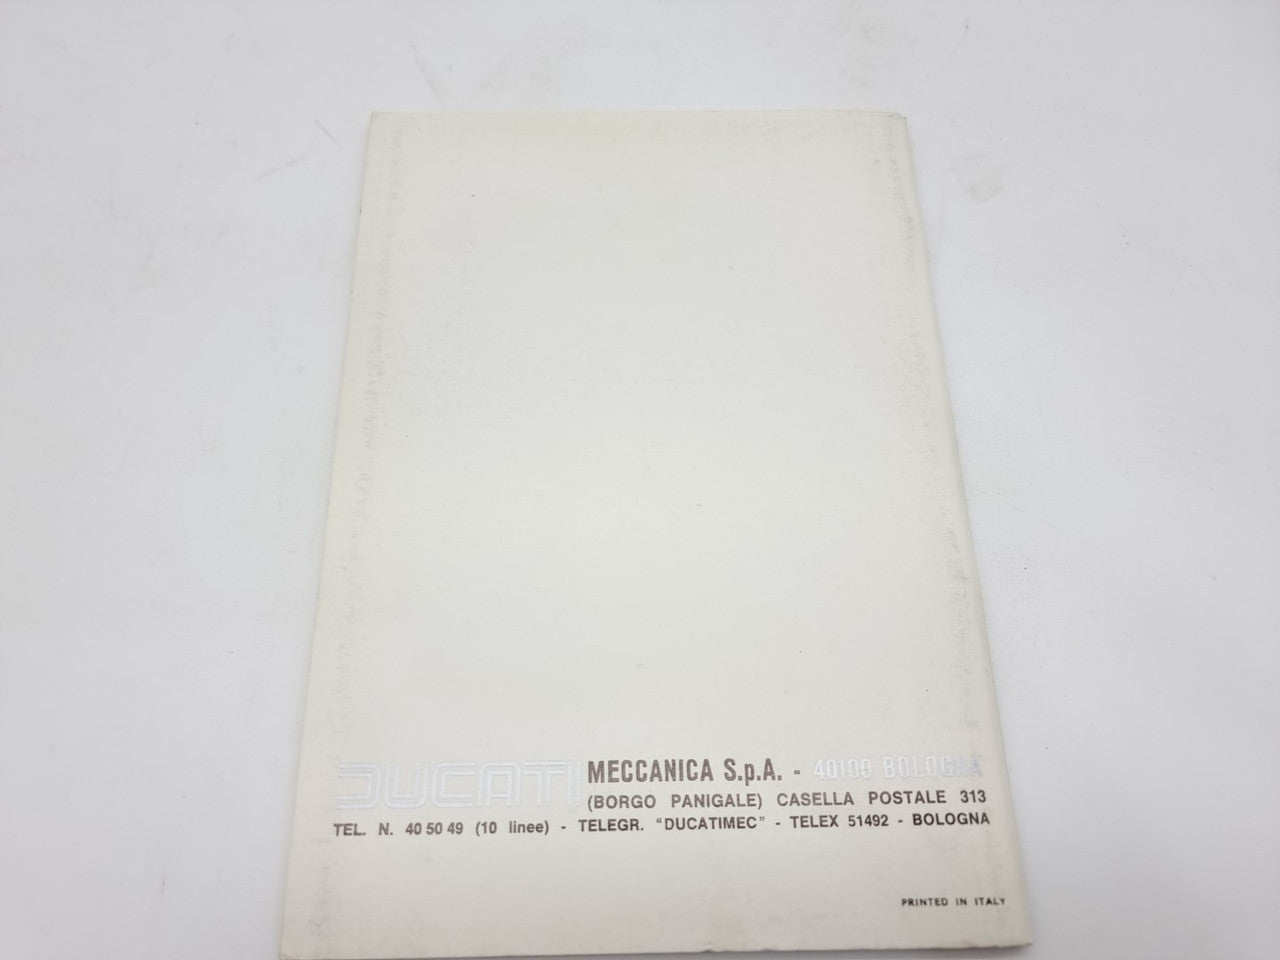 DUCATI MECCANICA S.p.A. - 40100 BOLOGNA
(BORGO PANIGALE) CASELLA POSTALE 313
TEL. N. 40 50 49 (10 linee) - TELEGR. "DUCATIMEC" - TELEX 51492 - BOLOGNA
PRINTED IN ITALY